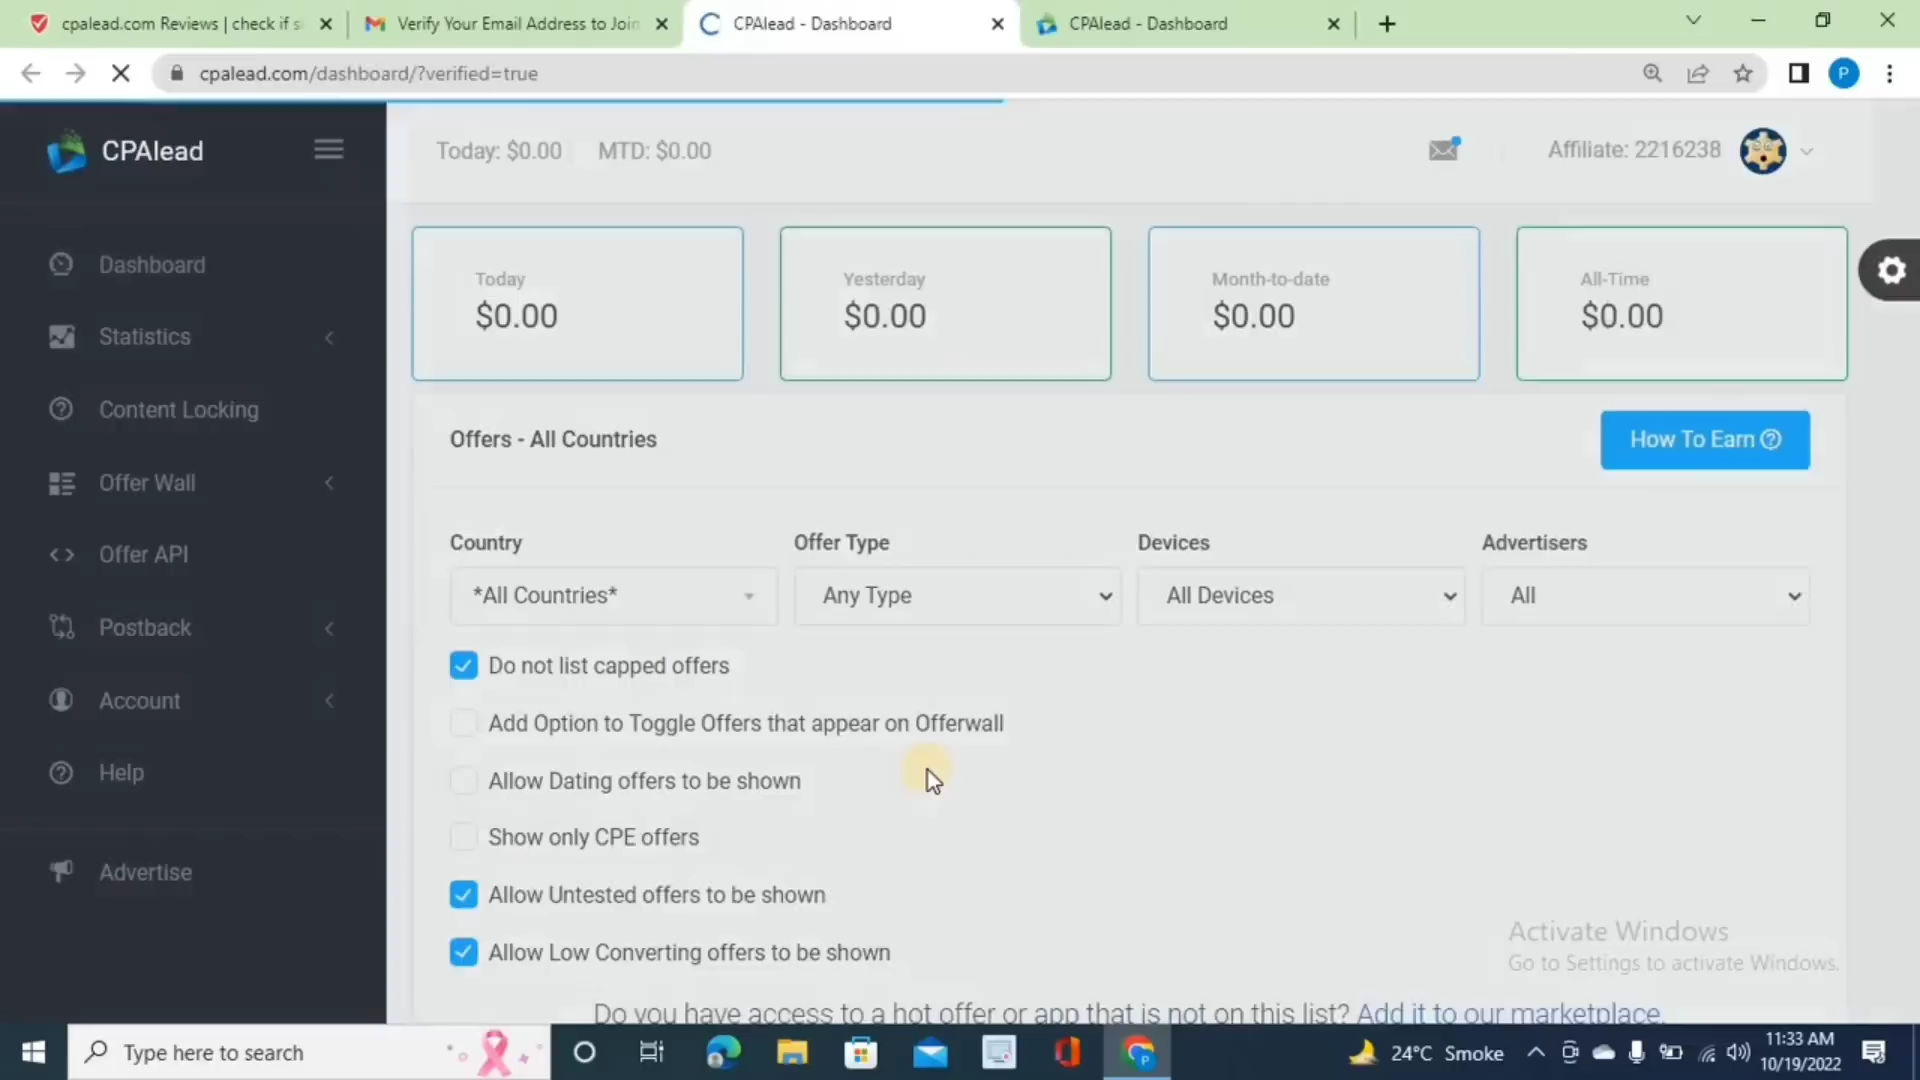 cpalead.com Reviews | check if s
Verify Your Email Address to Join
CPAlead - Dashboard
CPAlead - Dashboard
cpalead.com/dashboard/?verified=true
P
CPAlead
Today: $0.00
MTD: $0.00
Affiliate: 2216238
Dashboard
Statistics
Content Locking
Offer Wall
Offer API
Postback
Account
Help
Advertise
Today
$0.00
Yesterday
$0.00
Month-to-date
$0.00
All-Time
$0.00
Offers - All Countries
How To Earn
Country
Offer Type
Devices
Advertisers
*All Countries*
Any Type
All Devices
All
Do not list capped offers
Add Option to Toggle Offers that appear on Offerwall
Allow Dating offers to be shown
Show only CPE offers
Allow Untested offers to be shown
Allow Low Converting offers to be shown
Do you have access to a hot offer or app that is not on this list? Add it to our marketplace.
Activate Windows
Go to Settings to activate Windows.
Type here to search
24°C Smoke
11:33 AM
10/19/2022